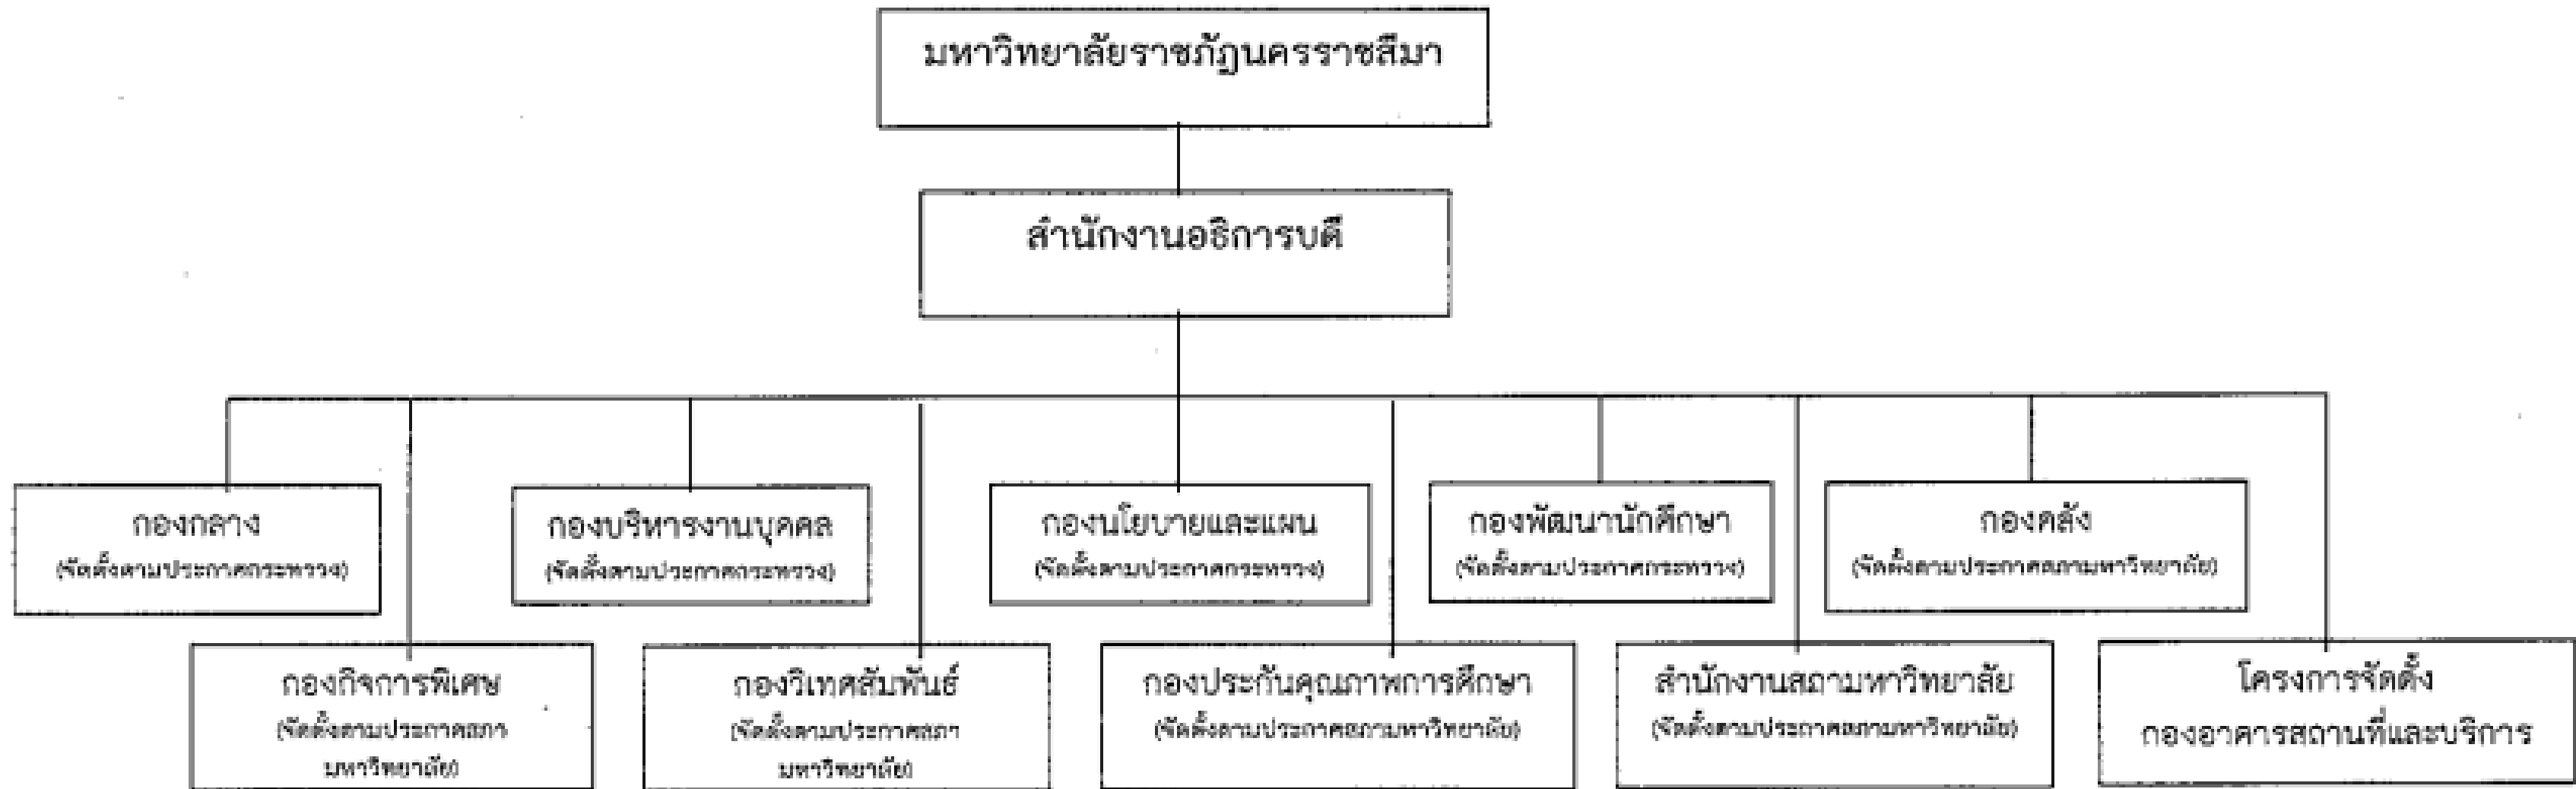 มหาวิทยาลัยราชภัฏนครราชสีมา
สำนักงานอธิการบดี
กองกลาง
(จัดตั้งตามประกาศกระทรวง)
กองบริหารงานบุคคล
(จัดตั้งตามประกาศกระทรวง)
กองนโยบายและแผน
(จัดตั้งตามประกาศกระทรวง)
กองพัฒนานักศึกษา
(จัดตั้งตามประกาศกระทรวง)
กองคลัง
(จัดตั้งตามประกาศสภามหาวิทยาลัย)
กองกิจการพิเศษ
(จัดตั้งตามประกาศสภา
มหาวิทยาลัย)
กองวิเทศสัมพันธ์
(จัดตั้งตามประกาศสภา
มหาวิทยาลัย)
กองประกันคุณภาพการศึกษา
(จัดตั้งตามประกาศสภามหาวิทยาลัย)
สำนักงานสภามหาวิทยาลัย
(จัดตั้งตามประกาศสภามหาวิทยาลัย)
โครงการจัดตั้ง
กองอาคารสถานที่และบริการ